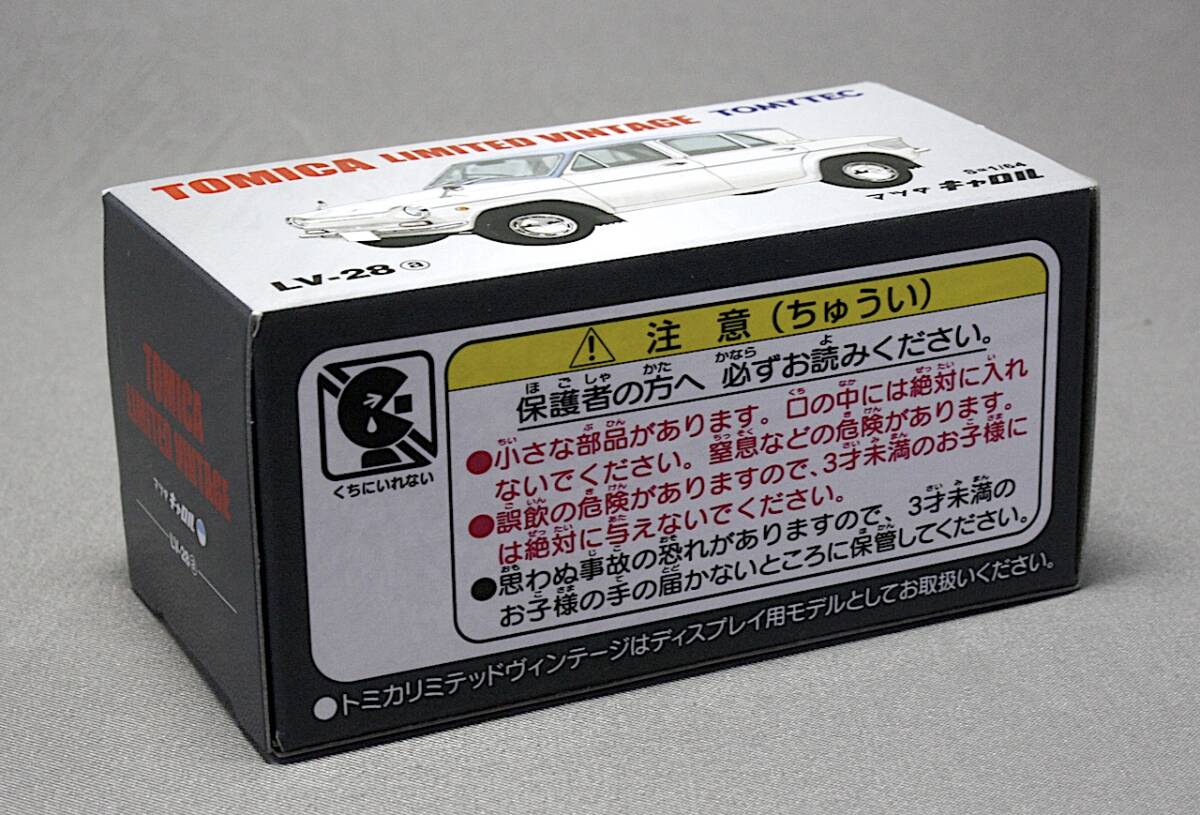 TOMICA LIMITED VINTAGE TOMYTEC
S=1/64
マツダ キャロル
LV-28 ⓐ
TOMICA
LIMITED VINTAGE
マツダ キャロル
LV-28ⓐ
くちにいれない
注 意 (ちゅうい)
保護者の方へ 必ずお読みください。
●小さな部品があります。口の中には絶対に入れ
ないでください。窒息などの危険があります。
●誤飲の危険がありますので、3才未満のお子様に
は絶対に与えないでください。
●思わぬ事故の恐れがありますので、3才未満の
お子様の手の届かないところに保管してください。
●トミカリミテッドヴィンテージはディスプレイ用モデルとしてお取扱いください。